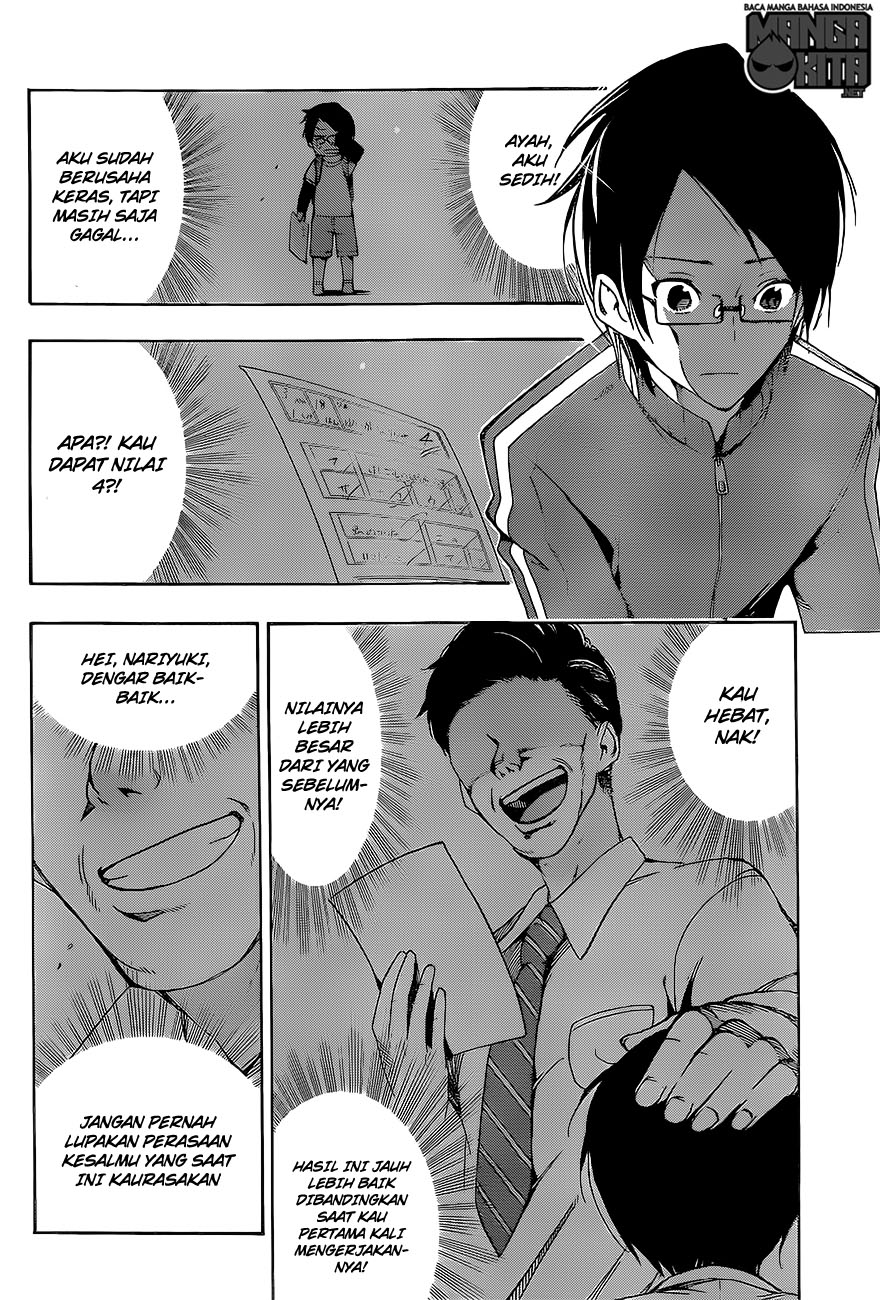 BACA MANGA BAHASA INDONESIA
MANGA
KITA
.NET
AYAH,
AKU
SEDIH!
AKU SUDAH
BERUSAHA
KERAS, TAPI
MASIH SAJA
GAGAL...
APA?! KAU
DAPAT NILAI
4?!
4
KAU
HEBAT,
NAK!
NILAINYA
LEBIH
BESAR
DARI YANG
SEBELUM-
NYA!
HASIL INI JAUH
LEBIH BAIK
DIBANDINGKAN
SAAT KAU
PERTAMA KALI
MENGERJAKAN-
NYA!
HEI, NARIYUKI,
DENGAR BAIK-
BAIK...
JANGAN PERNAH
LUPAKAN PERASAAN
KESALMU YANG SAAT
INI KAURASAKAN